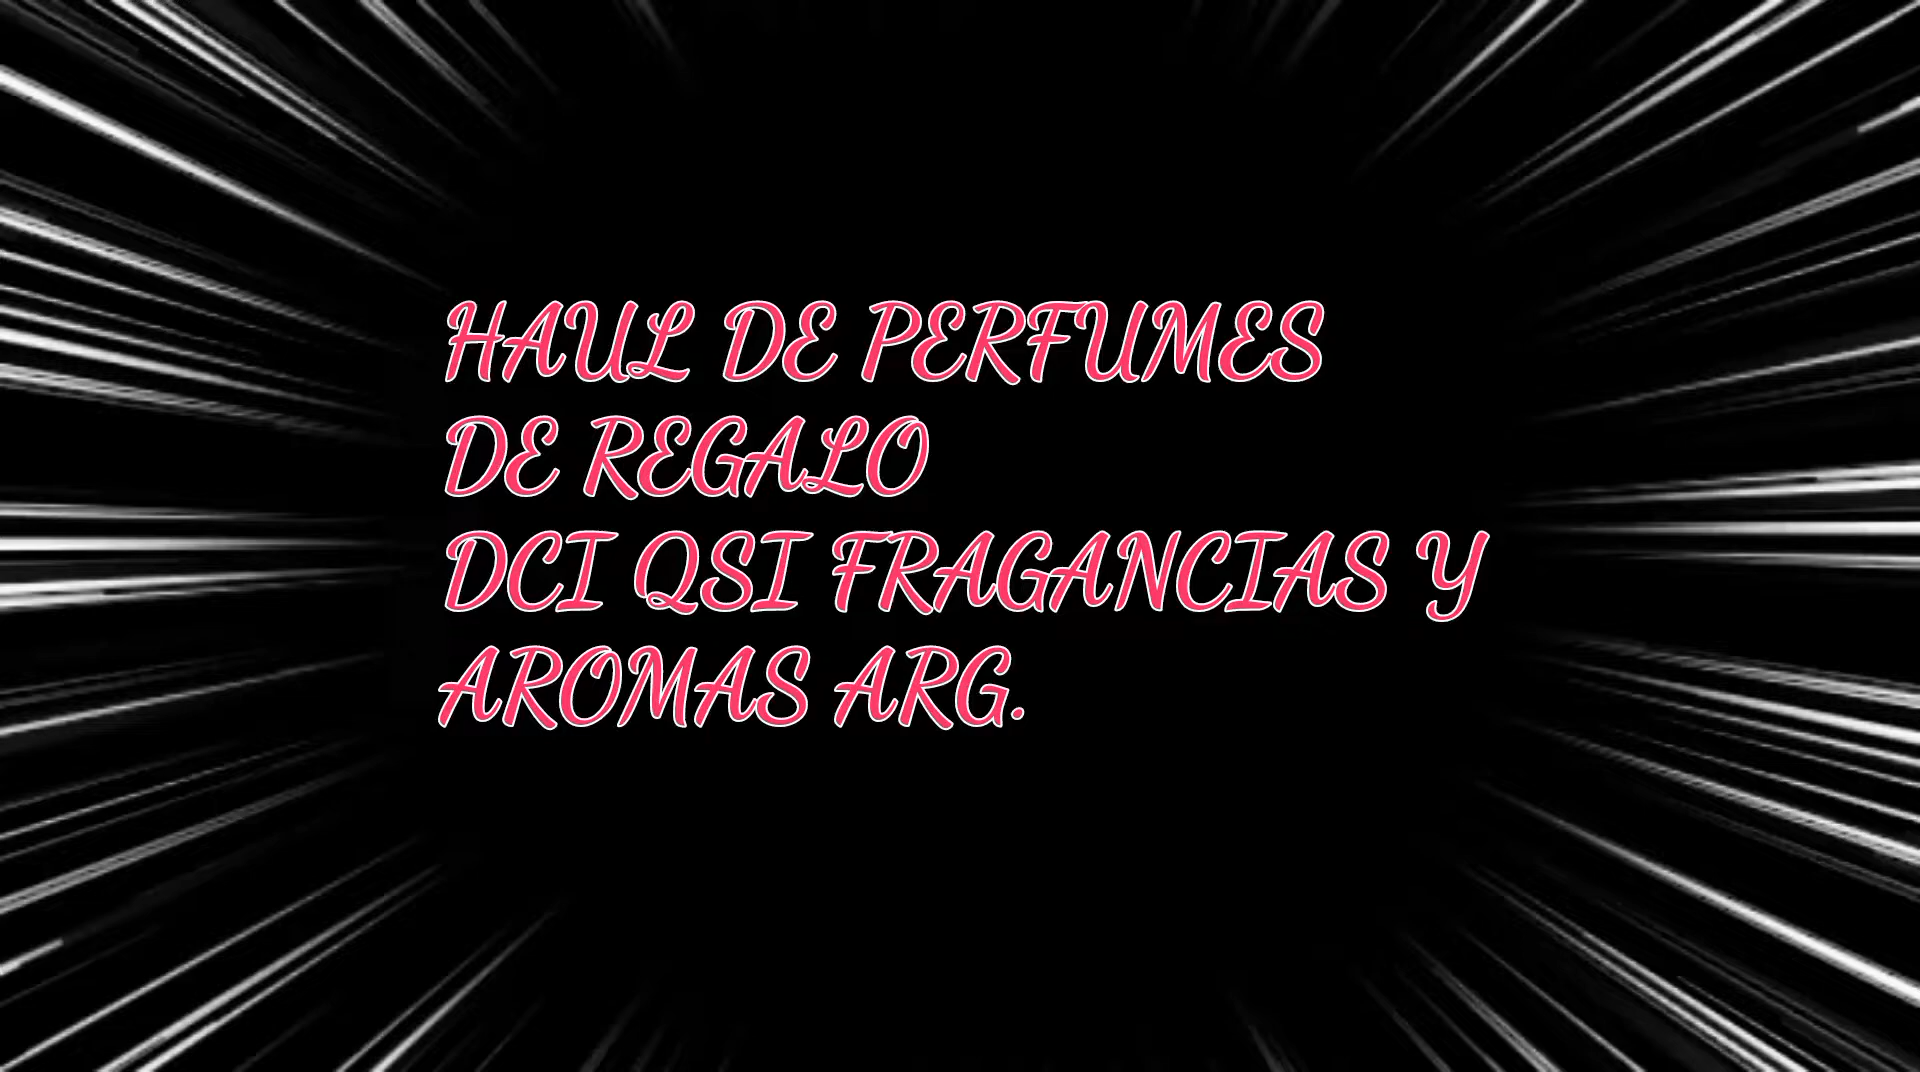 HAUL DE PERFUMES
DE REGALO
DCI QSI FRAGANCIAS Y
AROMAS ARG.